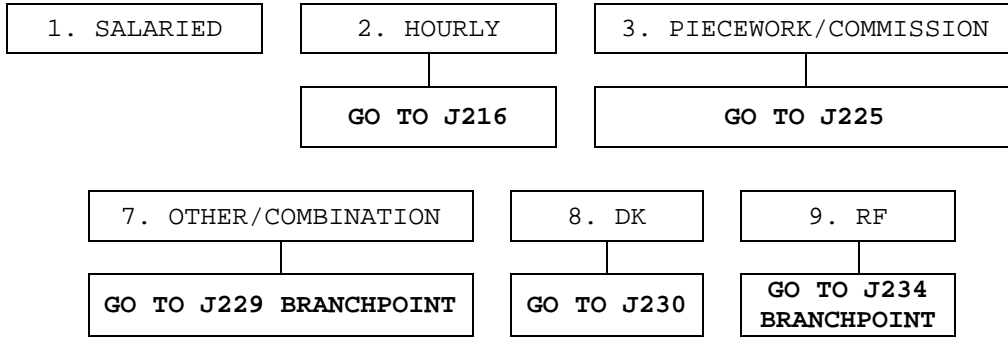 1. SALARIED
2. HOURLY
3. PIECEWORK/COMMISSION
GO TO J216
GO TO J225
7. OTHER/COMBINATION
8. DK
9. RF
GO TO J229 BRANCHPOINT
GO TO J230
GO TO J234
BRANCHPOINT